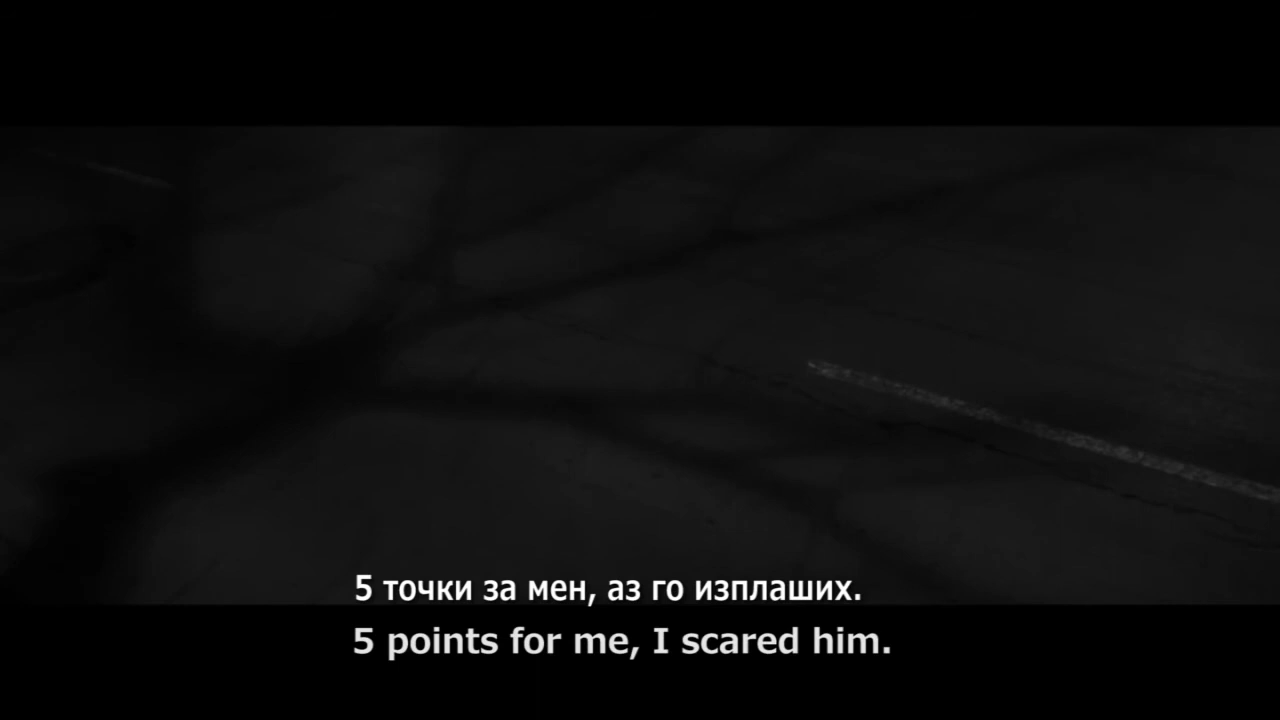 5 точки за мен, аз го изплаших.
5 points for me, I scared him.